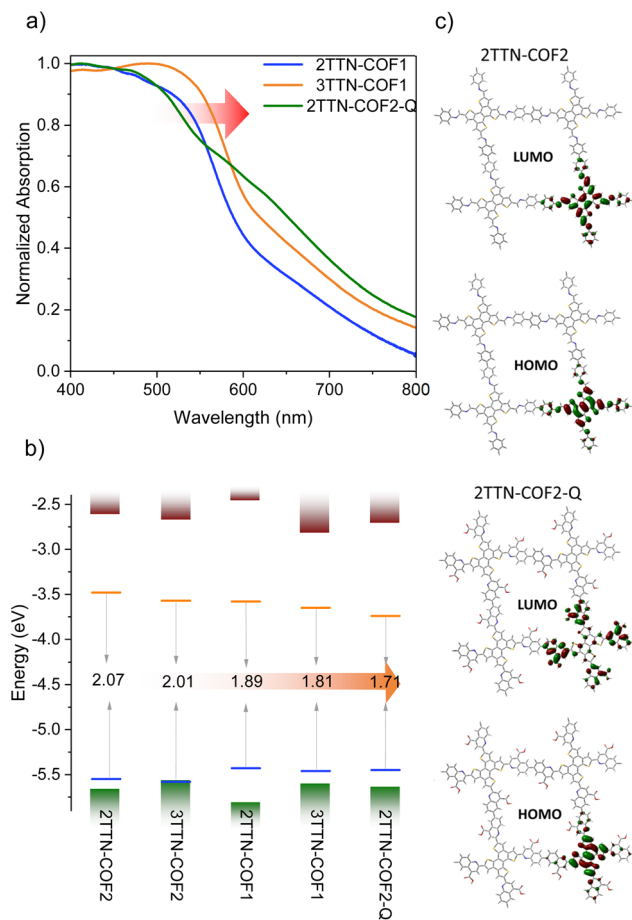 a)
2TTN-COF1
3TTN-COF1
2TTN-COF2-Q
1.0
0.8
0.6
0.4
0.2
0.0
Normalized Absorption
400
500
600
700
800
Wavelength (nm)
b)
-2.5
-3.0
-3.5
-4.0
-4.5
-5.0
-5.5
Energy (eV)
2.07
2.01
1.89
1.81
1.71
2TTN-COF2
3TTN-COF2
2TTN-COF1
3TTN-COF1
2TTN-COF2-Q
c)
2TTN-COF2
LUMO
HOMO
2TTN-COF2-Q
LUMO
HOMO